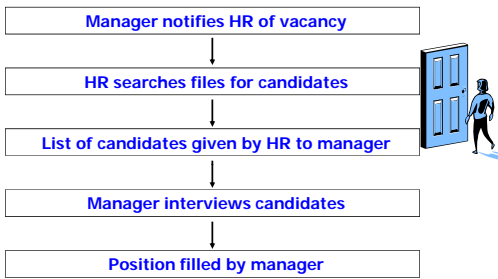 Manager notifies HR of vacancy
HR searches files for candidates
List of candidates given by HR to manager
Manager interviews candidates
Position filled by manager